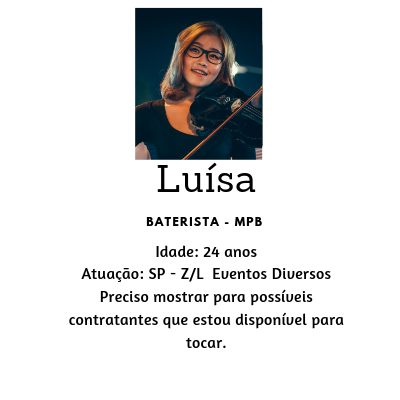 Luísa
BATERISTA - MPB
Idade: 24 anos
Atuação: SP - Z/L Eventos Diversos
Preciso mostrar para possíveis
contratantes que estou disponível para
tocar.